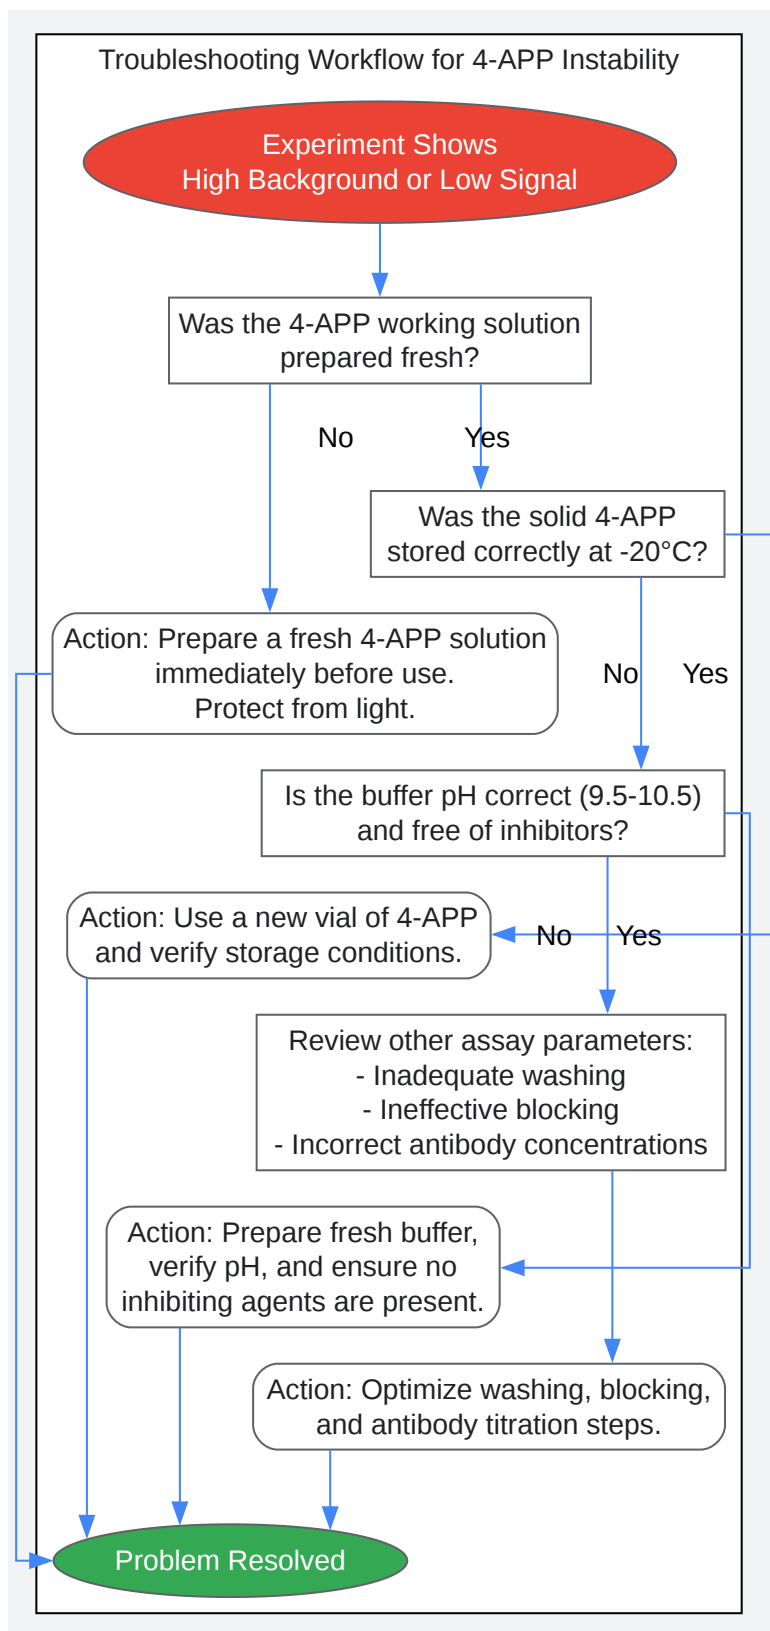 Troubleshooting Workflow for 4-APP Instability
Experiment Shows
High Background or Low Signal
Was the 4-APP working solution
prepared fresh?
No
Yes
Was the solid 4-APP
stored correctly at -20°C?
Action: Prepare a fresh 4-APP solution
immediately before use.
Protect from light.
No
Yes
Is the buffer pH correct (9.5-10.5)
and free of inhibitors?
Action: Use a new vial of 4-APP
and verify storage conditions.
No
Yes
Review other assay parameters:
- Inadequate washing
- Ineffective blocking
- Incorrect antibody concentrations
Action: Prepare fresh buffer,
verify pH, and ensure no
inhibiting agents are present.
Action: Optimize washing, blocking,
and antibody titration steps.
Problem Resolved